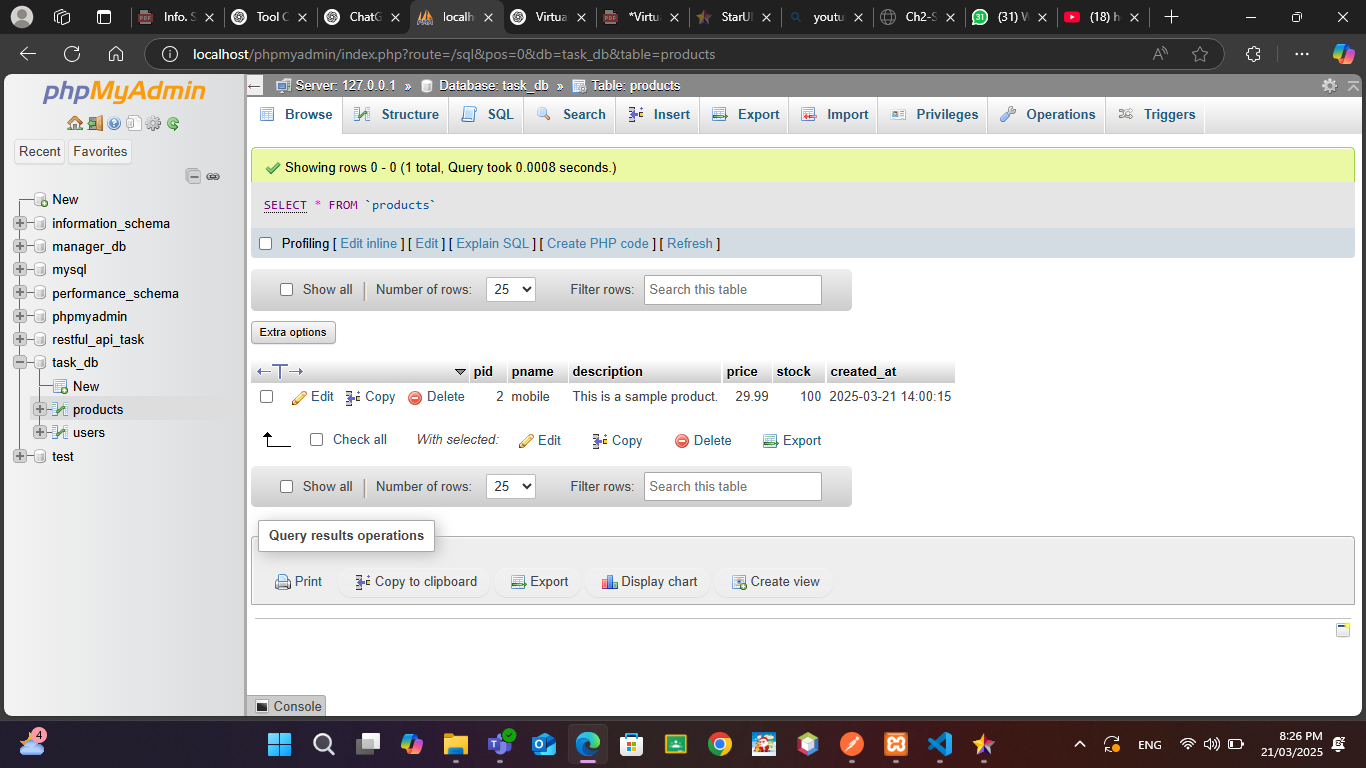 Info. S
Tool C
ChatG
localh
Virtua
*Virtu
StarUI
youtu
Ch2-S
31 (31) W
(18) h
localhost/phpmyadmin/index.php?route=/sql&pos=0&db=task_db&table=products
phpMyAdmin
Recent Favorites
New
information_schema
manager_db
mysql
performance_schema
phpmyadmin
restful_api_task
task_db
New
products
users
test
Server: 127.0.0.1 » Database: task_db » Table: products
Browse Structure SQL Search Insert Export Import Privileges Operations Triggers
Showing rows 0 - 0 (1 total, Query took 0.0008 seconds.)
SELECT * FROM `products`
Profiling [ Edit inline ] [ Edit ] [ Explain SQL ] [ Create PHP code ] [ Refresh ]
Show all | Number of rows: 25 Filter rows: Search this table
Extra options
←T→ pid pname description price stock created_at
Edit Copy Delete 2 mobile This is a sample product. 29.99 100 2025-03-21 14:00:15
Check all With selected: Edit Copy Delete Export
Show all | Number of rows: 25 Filter rows: Search this table
Query results operations
Print Copy to clipboard Export Display chart Create view
Console
4
ENG
8:26 PM
21/03/2025